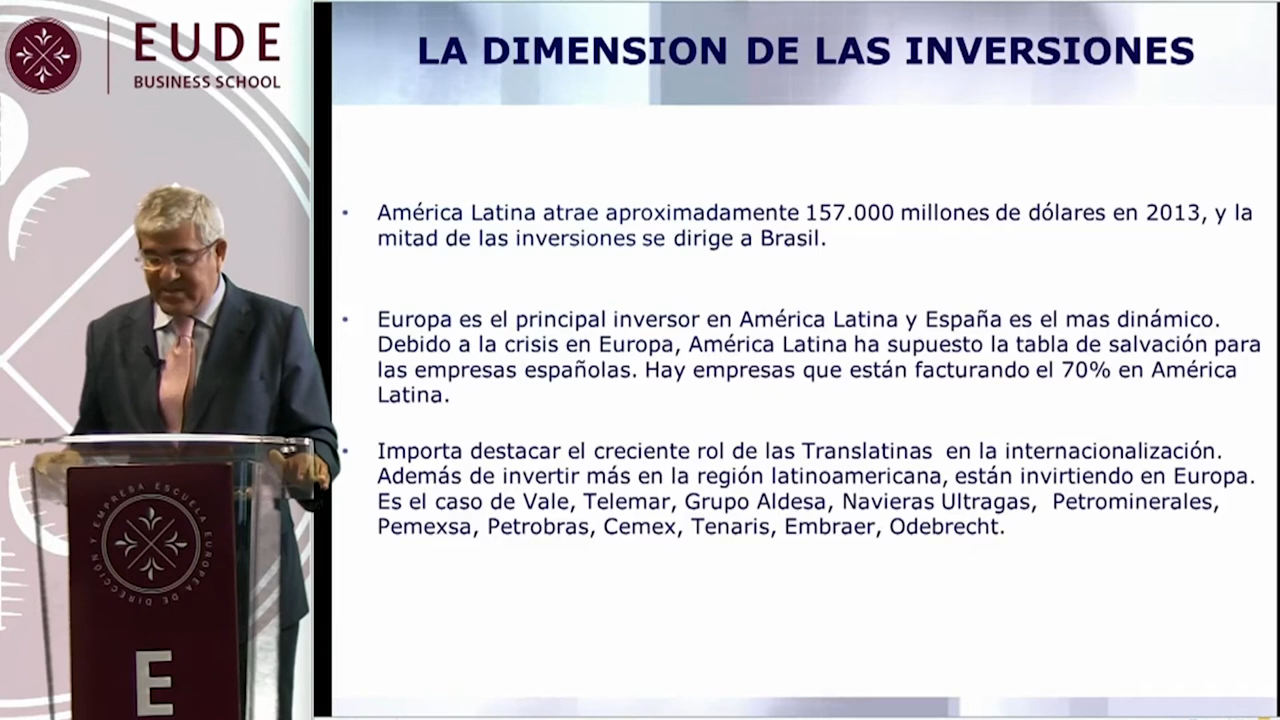 EUDE
BUSINESS SCHOOL
LA DIMENSION DE LAS INVERSIONES
• América Latina atrae aproximadamente 157.000 millones de dólares en 2013, y la
mitad de las inversiones se dirige a Brasil.
• Europa es el principal inversor en América Latina y España es el mas dinámico.
Debido a la crisis en Europa, América Latina ha supuesto la tabla de salvación para
las empresas españolas. Hay empresas que están facturando el 70% en América
Latina.
• Importa destacar el creciente rol de las Translatinas en la internacionalización.
Además de invertir más en la región latinoamericana, están invirtiendo en Europa.
Es el caso de Vale, Telemar, Grupo Aldesa, Navieras Ultragas, Petrominerales,
Pemexsa, Petrobras, Cemex, Tenaris, Embraer, Odebrecht.
ESCUELA EUROPEA DE DIRECCIÓN Y EMPRESA
E